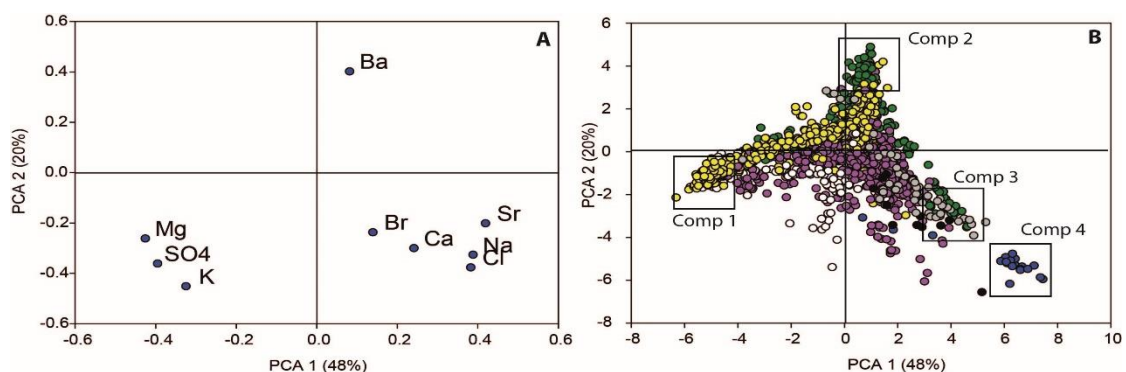 A
0.6
0.4
0.2
0.0
-0.2
-0.4
-0.6
PCA 2 (20%)
Ba
Br
Sr
Ca
Na
Cl
Mg
SO4
K
-0.6 -0.4 -0.2 0.0 0.2 0.4 0.6
PCA 1 (48%)
B
6
4
2
0
-2
-4
-6
-8
PCA 2 (20%)
Comp 2
Comp 1
Comp 3
Comp 4
-8 -6 -4 -2 0 2 4 6 8 10
PCA 1 (48%)